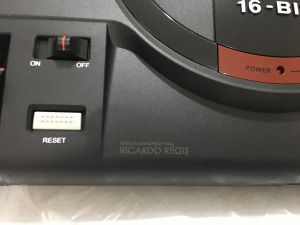 16-BI
ON
OFF
POWER
RESET
RICARDO REGIS